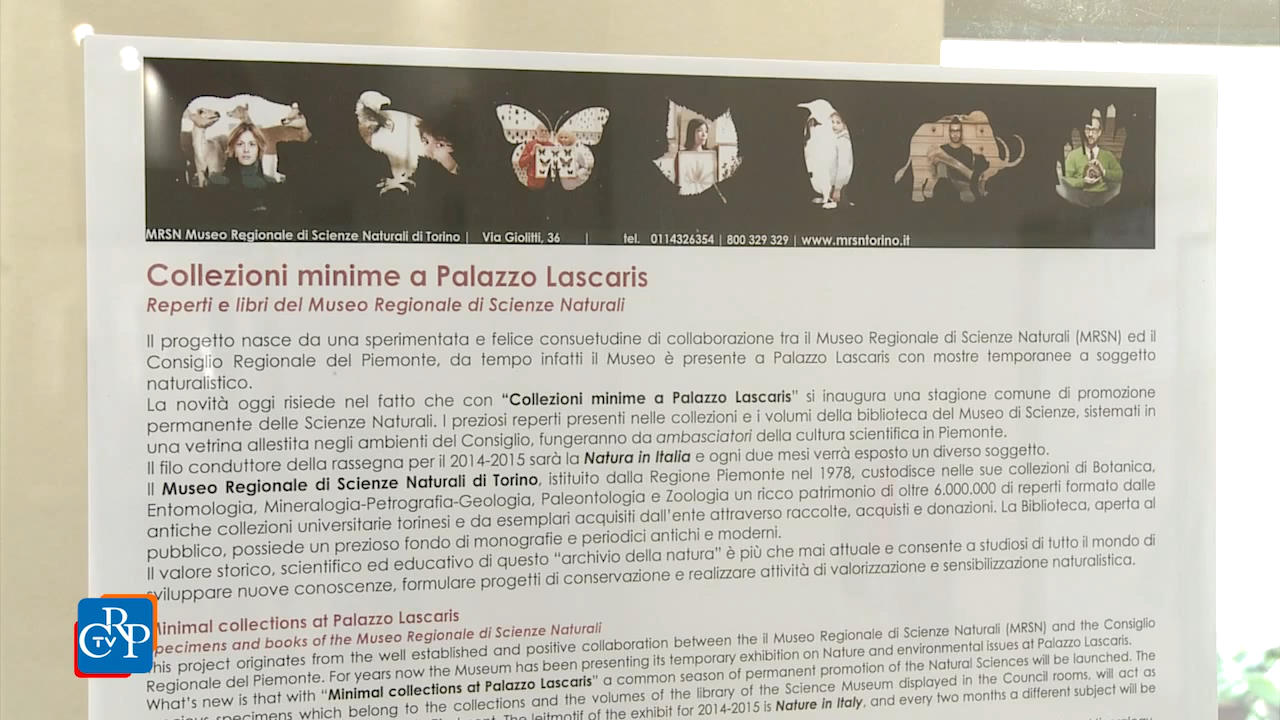 MRSN Museo Regionale di Scienze Naturali di Torino | Via Giolitti, 36 | tel. 0114326354 | 800 329 329 | www.mrsntorino.it
Collezioni minime a Palazzo Lascaris
Reperti e libri del Museo Regionale di Scienze Naturali
Il progetto nasce da una sperimentata e felice consuetudine di collaborazione tra il Museo Regionale di Scienze Naturali (MRSN) ed il
Consiglio Regionale del Piemonte, da tempo infatti il Museo è presente a Palazzo Lascaris con mostre temporanee a soggetto
naturalistico.
La novità oggi risiede nel fatto che con “Collezioni minime a Palazzo Lascaris” si inaugura una stagione comune di promozione
permanente delle Scienze Naturali. I preziosi reperti presenti nelle collezioni e i volumi della biblioteca del Museo di Scienze, sistemati in
una vetrina allestita negli ambienti del Consiglio, fungeranno da ambasciatori della cultura scientifica in Piemonte.
Il filo conduttore della rassegna per il 2014-2015 sarà la Natura in Italia e ogni due mesi verrà esposto un diverso soggetto.
Il Museo Regionale di Scienze Naturali di Torino, istituito dalla Regione Piemonte nel 1978, custodisce nelle sue collezioni di Botanica,
Entomologia, Mineralogia-Petrografia-Geologia, Paleontologia e Zoologia un ricco patrimonio di oltre 6.000.000 di reperti formato dalle
antiche collezioni universitarie torinesi e da esemplari acquisiti dall’ente attraverso raccolte, acquisti e donazioni. La Biblioteca, aperta al
pubblico, possiede un prezioso fondo di monografie e periodici antichi e moderni.
Il valore storico, scientifico ed educativo di questo “archivio della natura” è più che mai attuale e consente a studiosi di tutto il mondo di
sviluppare nuove conoscenze, formulare progetti di conservazione e realizzare attività di valorizzazione e sensibilizzazione naturalistica.
Minimal collections at Palazzo Lascaris
Specimens and books of the Museo Regionale di Scienze Naturali
This project originates from the well established and positive collaboration between the il Museo Regionale di Scienze Naturali (MRSN) and the Consiglio
Regionale del Piemonte. For years now the Museum has been presenting its temporary exhibition on Nature and environmental issues at Palazzo Lascaris.
What’s new is that with “Minimal collections at Palazzo Lascaris” a common season of permanent promotion of the Natural Sciences will be launched. The
specimens which belong to the collections and the volumes of the library of the Science Museum displayed in the Council rooms, will act as
The leitmotif of the exhibit for 2014-2015 is Nature in Italy, and every two months a different subject will be
CRP TV